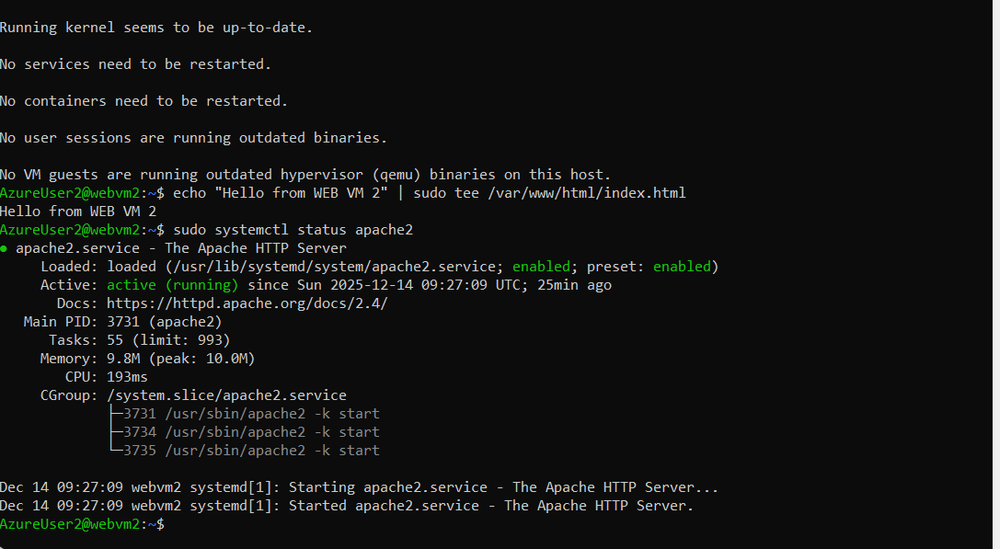 Running kernel seems to be up-to-date.
No services need to be restarted.
No containers need to be restarted.
No user sessions are running outdated binaries.
No VM guests are running outdated hypervisor (qemu) binaries on this host.
AzureUser2@webvm2:~$ echo "Hello from WEB VM 2" | sudo tee /var/www/html/index.html
Hello from WEB VM 2
AzureUser2@webvm2:~$ sudo systemctl status apache2
● apache2.service - The Apache HTTP Server
     Loaded: loaded (/usr/lib/systemd/system/apache2.service; enabled; preset: enabled)
     Active: active (running) since Sun 2025-12-14 09:27:09 UTC; 25min ago
       Docs: https://httpd.apache.org/docs/2.4/
   Main PID: 3731 (apache2)
      Tasks: 55 (limit: 993)
     Memory: 9.8M (peak: 10.0M)
        CPU: 193ms
     CGroup: /system.slice/apache2.service
             ├─3731 /usr/sbin/apache2 -k start
             ├─3734 /usr/sbin/apache2 -k start
             └─3735 /usr/sbin/apache2 -k start
Dec 14 09:27:09 webvm2 systemd[1]: Starting apache2.service - The Apache HTTP Server...
Dec 14 09:27:09 webvm2 systemd[1]: Started apache2.service - The Apache HTTP Server.
AzureUser2@webvm2:~$